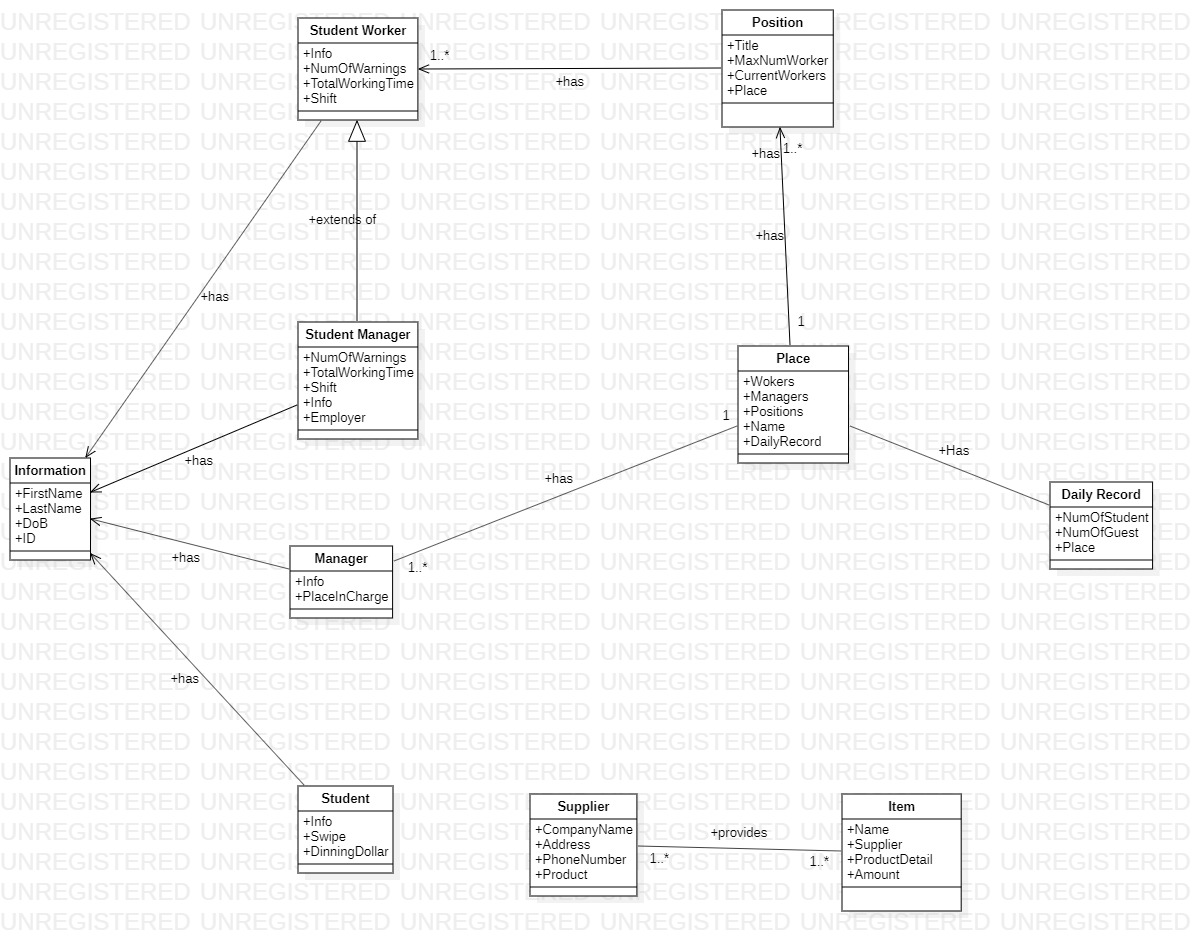 Student Worker
+Info
+NumOfWarnings
+TotalWorkingTime
+Shift
1..*
+has
Position
+Title
+MaxNumWorker
+CurrentWorkers
+Place
+has
1..*
+has
1
+extends of
+has
Student Manager
+NumOfWarnings
+TotalWorkingTime
+Shift
+Info
+Employer
+has
Place
+Wokers
+Managers
+Positions
+Name
+DailyRecord
1
+has
1..*
+Has
Daily Record
+NumOfStudent
+NumOfGuest
+Place
Information
+FirstName
+LastName
+DoB
+ID
+has
Manager
+Info
+PlaceInCharge
+has
Student
+Info
+Swipe
+DinningDollar
Supplier
+CompanyName
+Address
+PhoneNumber
+Product
+provides
1..*
1..*
Item
+Name
+Supplier
+ProductDetail
+Amount
UNREGISTERED